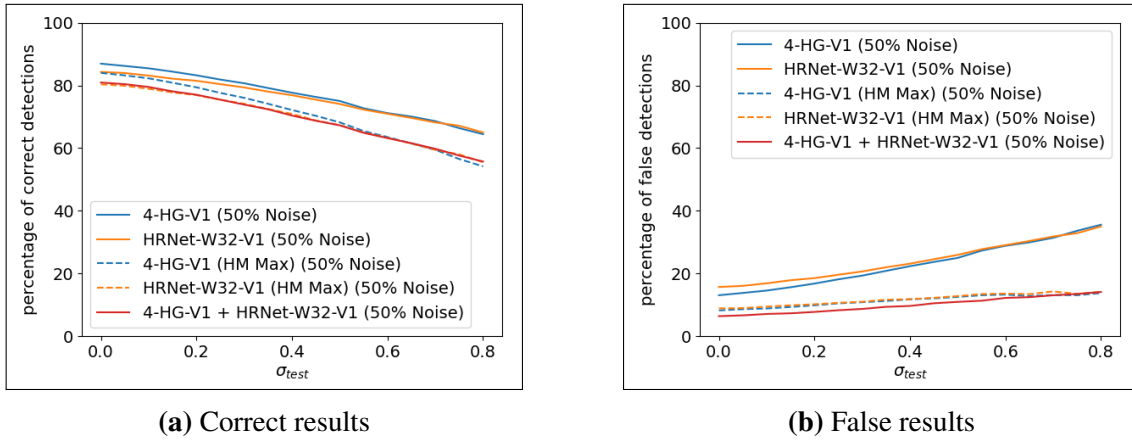 100
80
60
40
20
0
percentage of correct detections
4-HG-V1 (50% Noise)
HRNet-W32-V1 (50% Noise)
4-HG-V1 (HM Max) (50% Noise)
HRNet-W32-V1 (HM Max) (50% Noise)
4-HG-V1 + HRNet-W32-V1 (50% Noise)
0.0 0.2 0.4 0.6 0.8
σtest
(a) Correct results
100
80
60
40
20
0
percentage of false detections
4-HG-V1 (50% Noise)
HRNet-W32-V1 (50% Noise)
4-HG-V1 (HM Max) (50% Noise)
HRNet-W32-V1 (HM Max) (50% Noise)
4-HG-V1 + HRNet-W32-V1 (50% Noise)
0.0 0.2 0.4 0.6 0.8
σtest
(b) False results